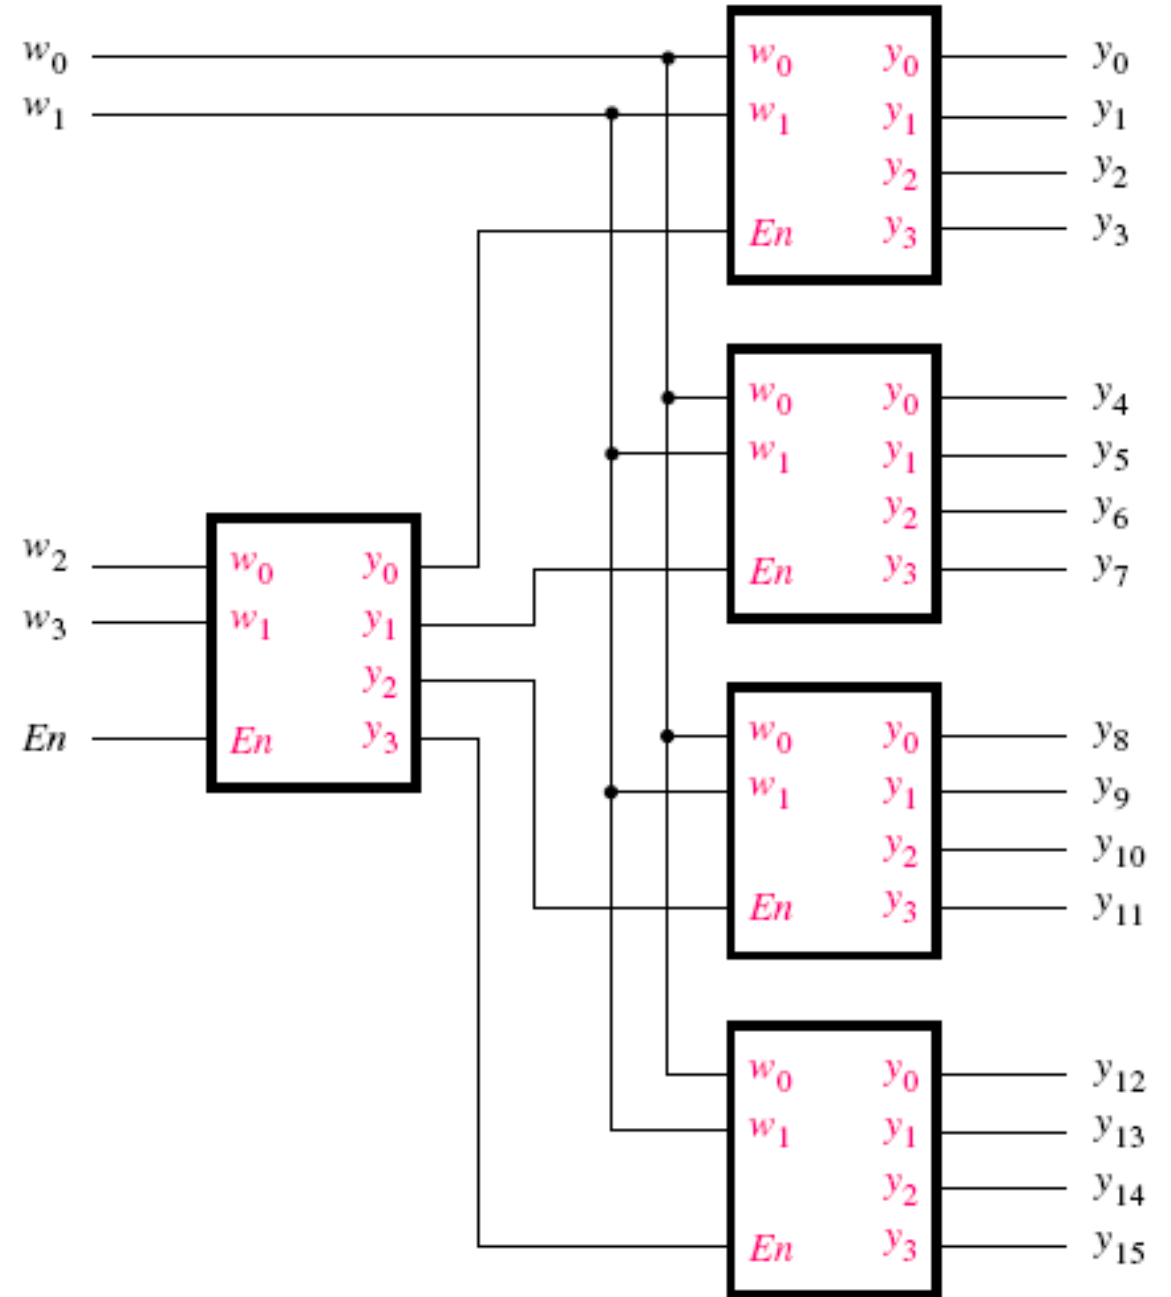 w0 w0 y0 y0
w1 w1 y1 y1
y2 y2
En y3 y3
w0 y0 y4
w1 y1 y5
y2 y6
En y3 y7
w2 w0 y0
w3 w1 y1
y2
En En y3
w0 y0 y8
w1 y1 y9
y2 y10
En y3 y11
w0 y0 y12
w1 y1 y13
y2 y14
En y3 y15